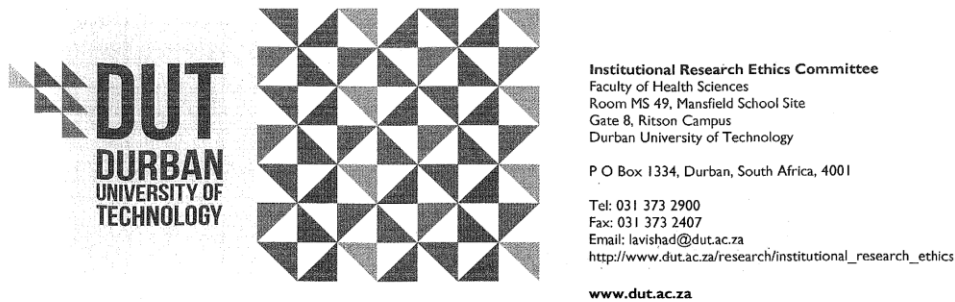 DUT
DURBAN
UNIVERSITY OF
TECHNOLOGY
Institutional Research Ethics Committee
Faculty of Health Sciences
Room MS 49, Mansfield School Site
Gate 8, Ritson Campus
Durban University of Technology
P O Box 1334, Durban, South Africa, 4001
Tel: 031 373 2900
Fax: 031 373 2407
Email: lavishad@dut.ac.za
http://www.dut.ac.za/research/institutional_research_ethics
www.dut.ac.za